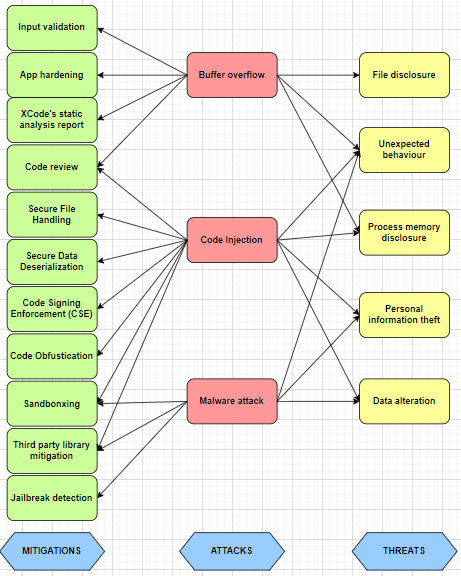 Input validation
App hardening
XCode's static
analysis report
Code review
Secure File
Handling
Secure Data
Deserialization
Code Signing
Enforcement (CSE)
Code Obfustication
Sandbonxing
Third party library
mitigation
Jailbreak detection
MITIGATIONS
Buffer overflow
Code Injection
Malware attack
ATTACKS
File disclosure
Unexpected
behaviour
Process memory
disclosure
Personal
information theft
Data alteration
THREATS